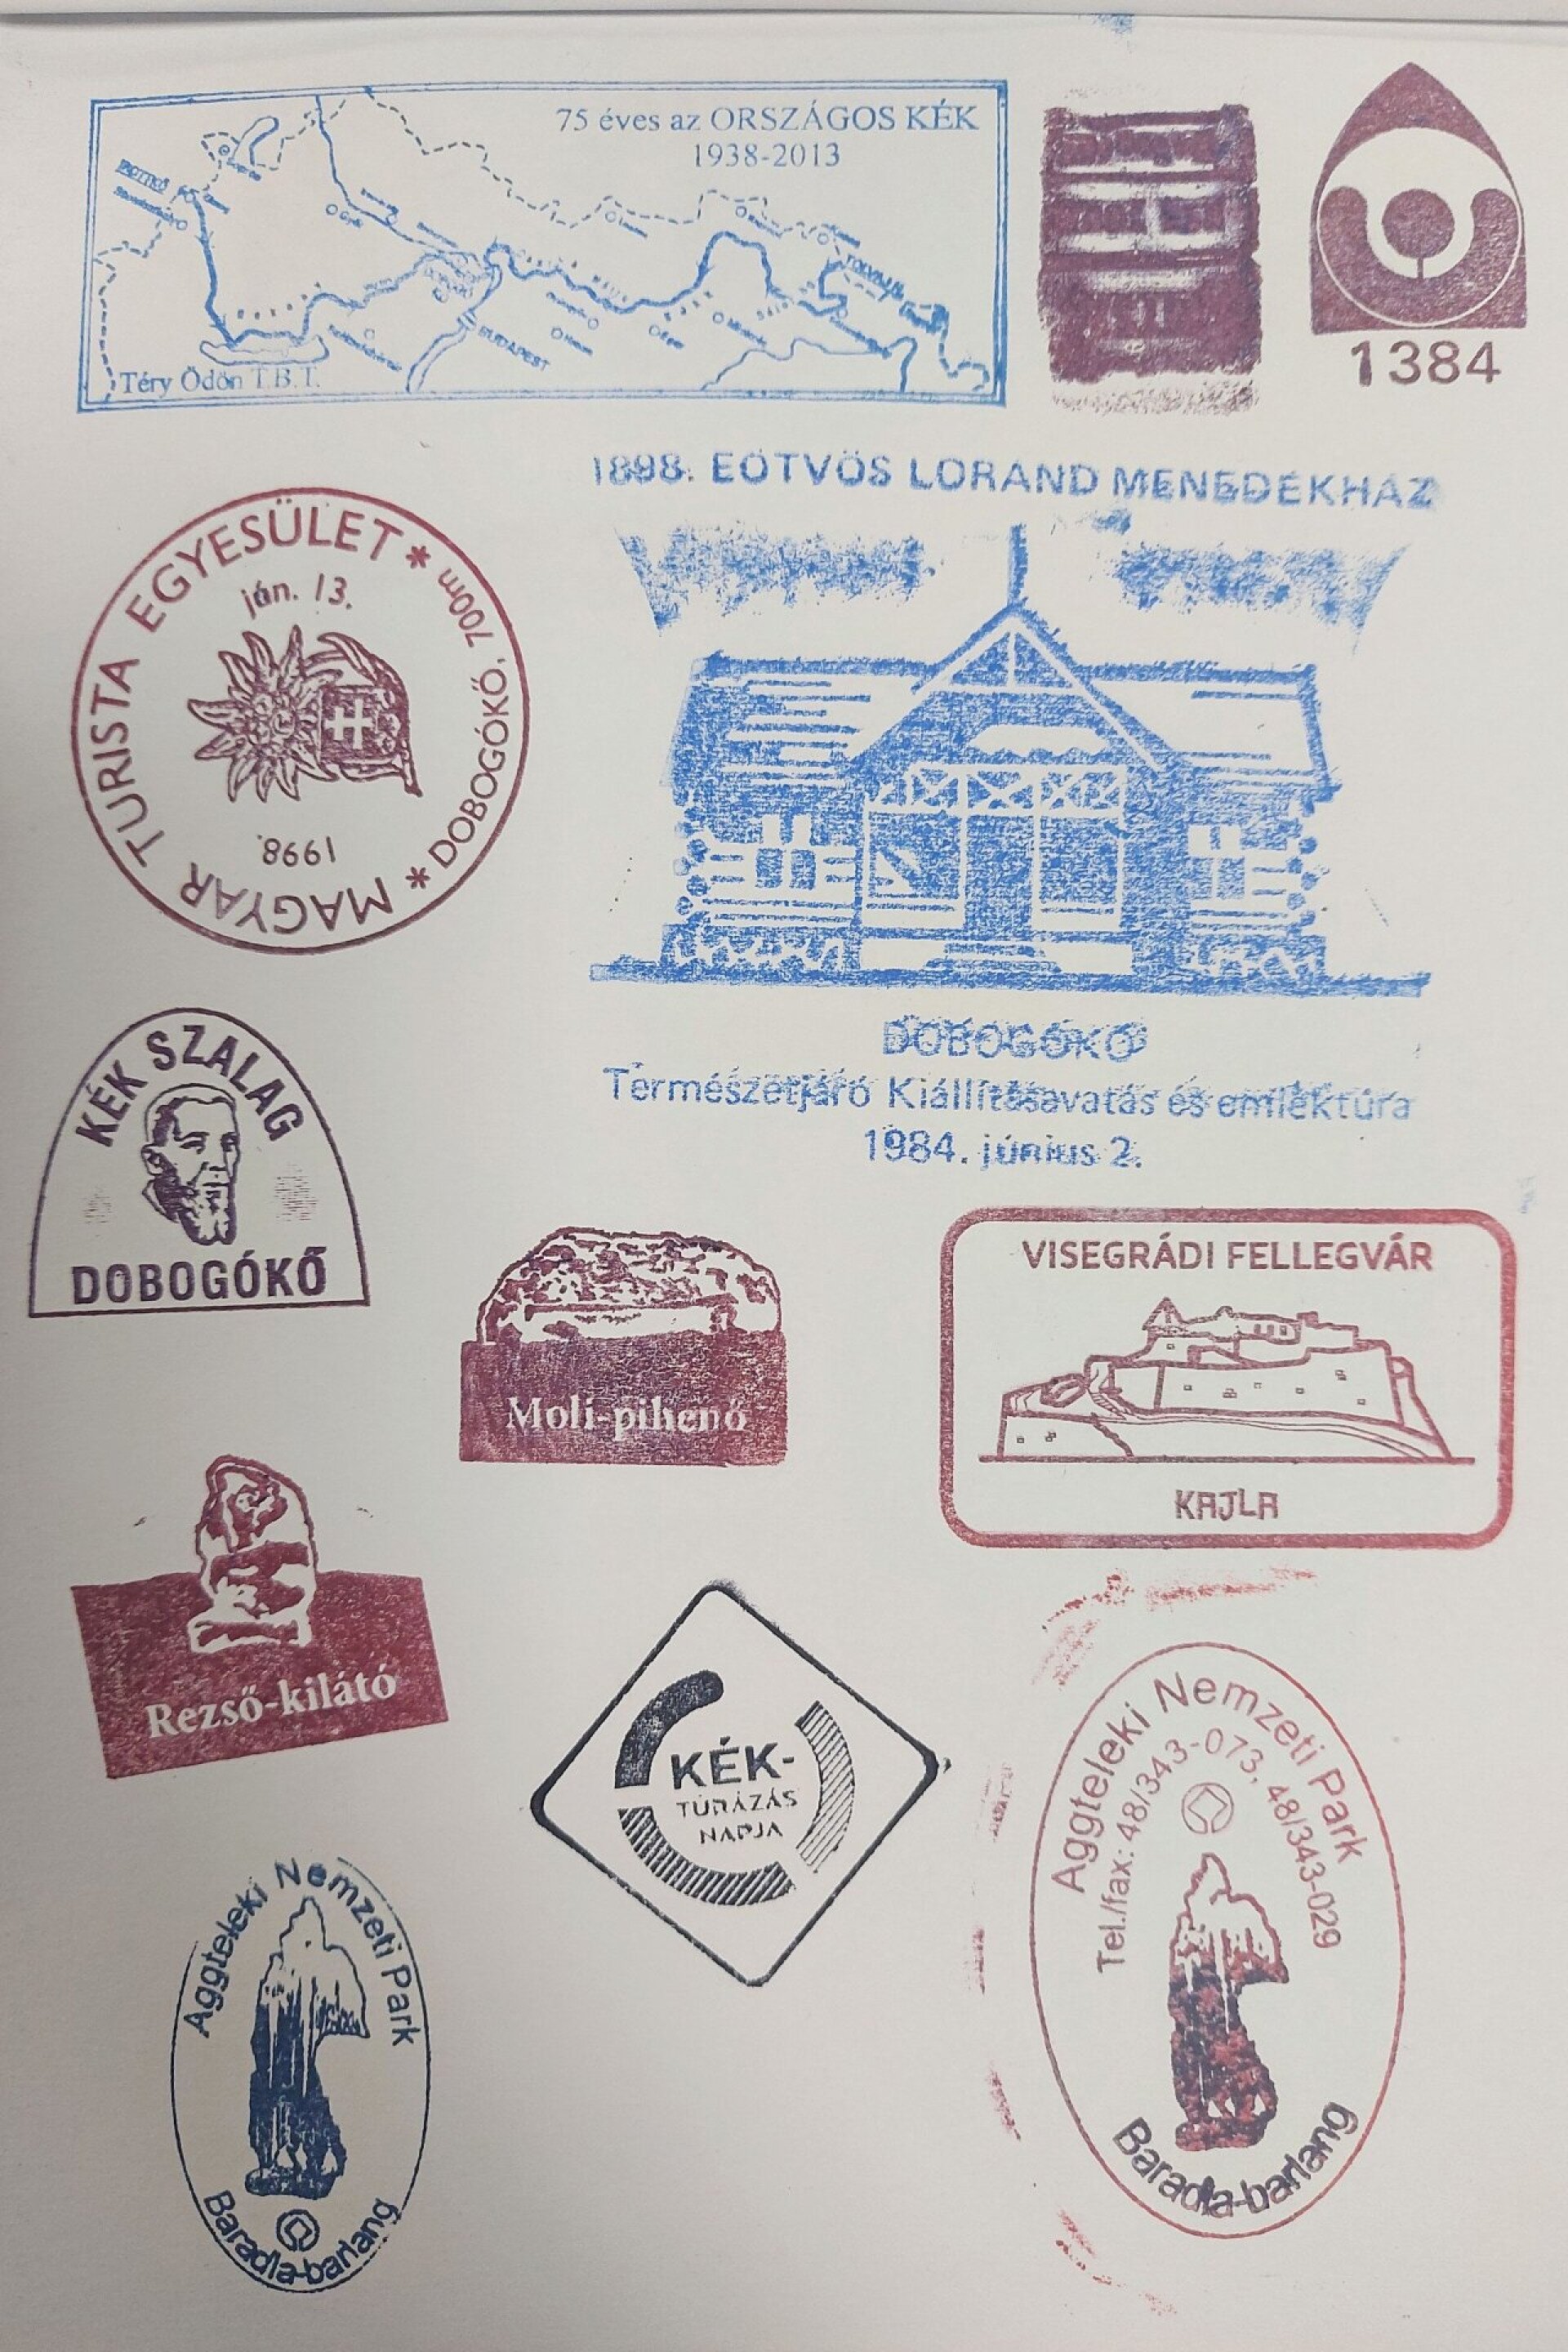 75 éves az ORSZÁGOS KÉK
1938-2013
BUDAPEST
Téry Ödön T.B.T.
1384
1898. EÖTVÖS LORÁND MENEDÉKHÁZ
MAGYAR TURISTA EGYESÜLET * DOBOGÓKŐ, 700m *
ján. 13.
1998.
DOBOGÓKŐ
Természetjáró Kiállításavatás és emléktúra
1984. június 2.
KÉK SZALAG
DOBOGÓKŐ
Moli-pihenő
VISEGRÁDI FELLEGVÁR
KAJLA
Rezső-kilátó
KÉK-
TÚRÁZÁS
NAPJA
Aggteleki Nemzeti Park
Tel./fax: 48/343-073, 48/343-029
Baradla-barlang
Aggteleki Nemzeti Park
Baradla-barlang